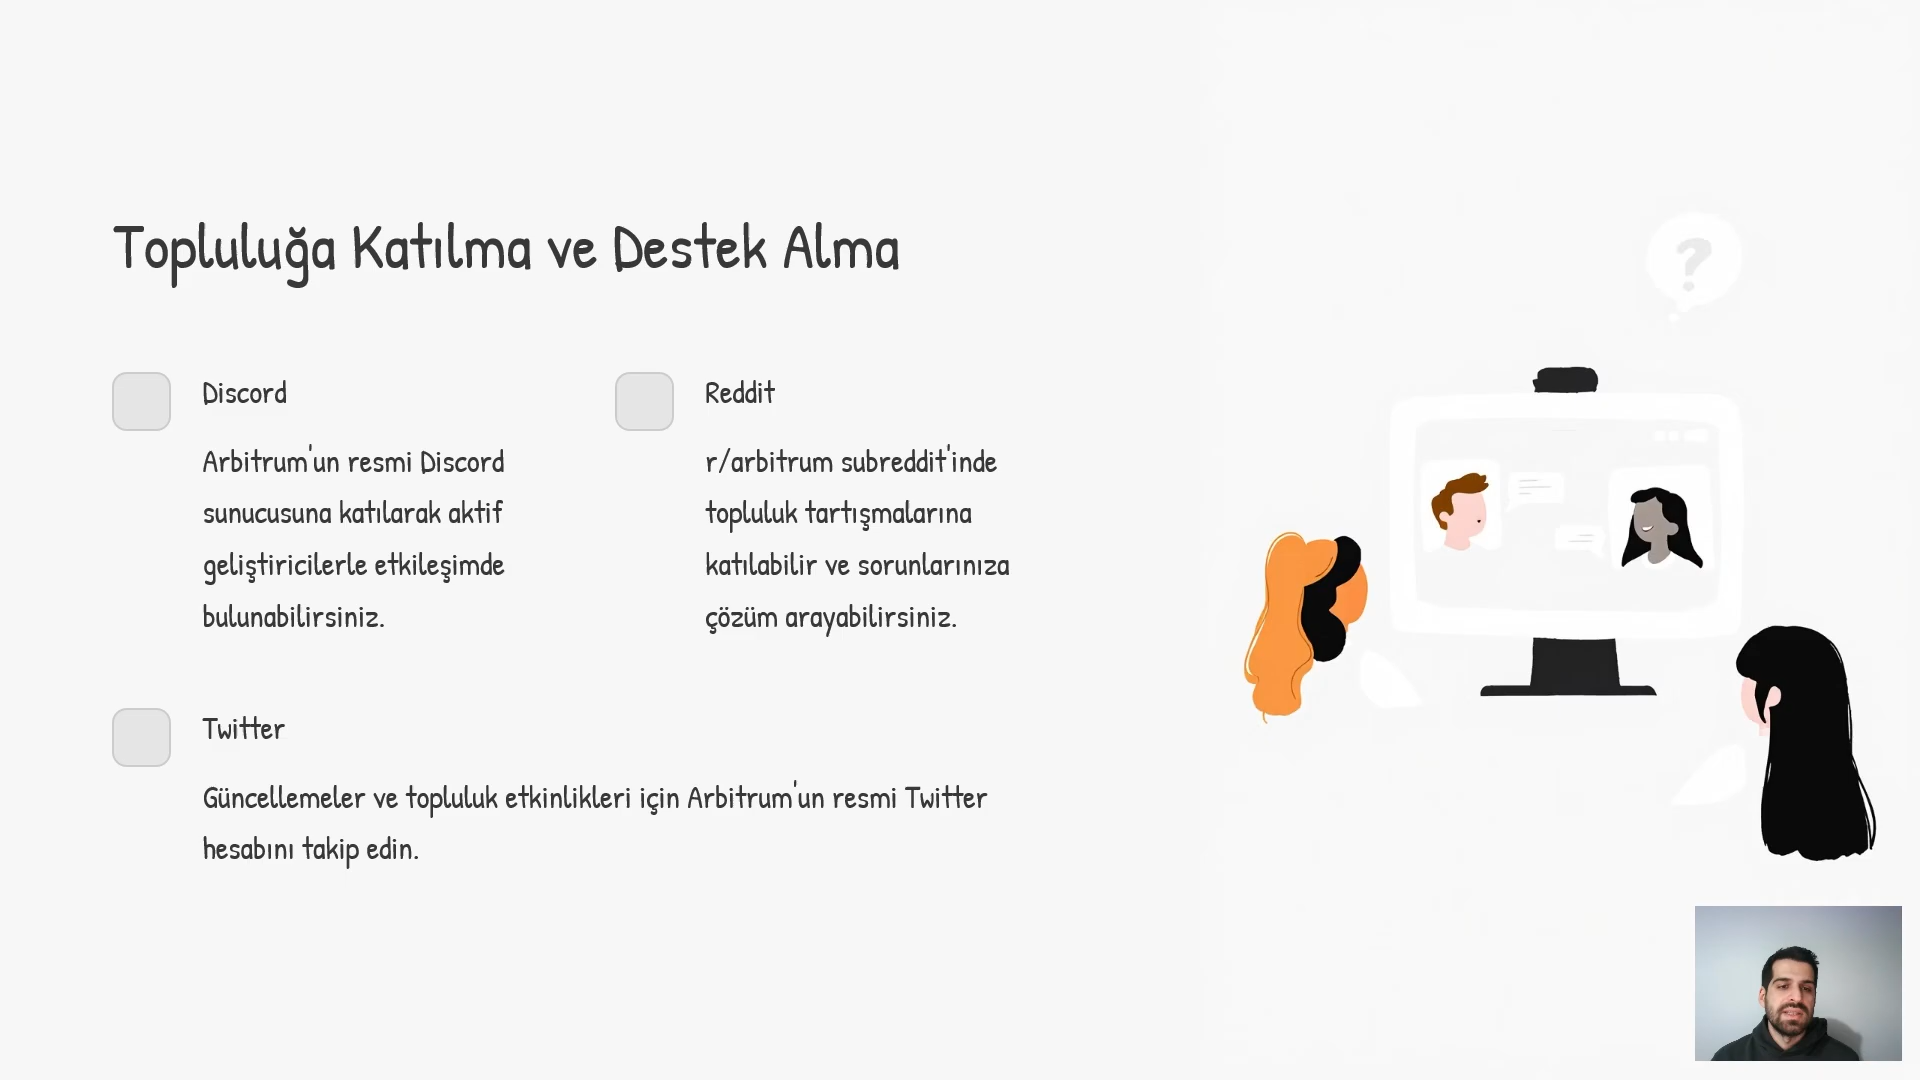 Topluluğa Katılma ve Destek Alma
Discord
Arbitrum'un resmi Discord
sunucusuna katılarak aktif
geliştiricilerle etkileşimde
bulunabilirsiniz.
Reddit
r/arbitrum subreddit'inde
topluluk tartışmalarına
katılabilir ve sorunlarınıza
çözüm arayabilirsiniz.
Twitter
Güncellemeler ve topluluk etkinlikleri için Arbitrum'un resmi Twitter
hesabını takip edin.
?